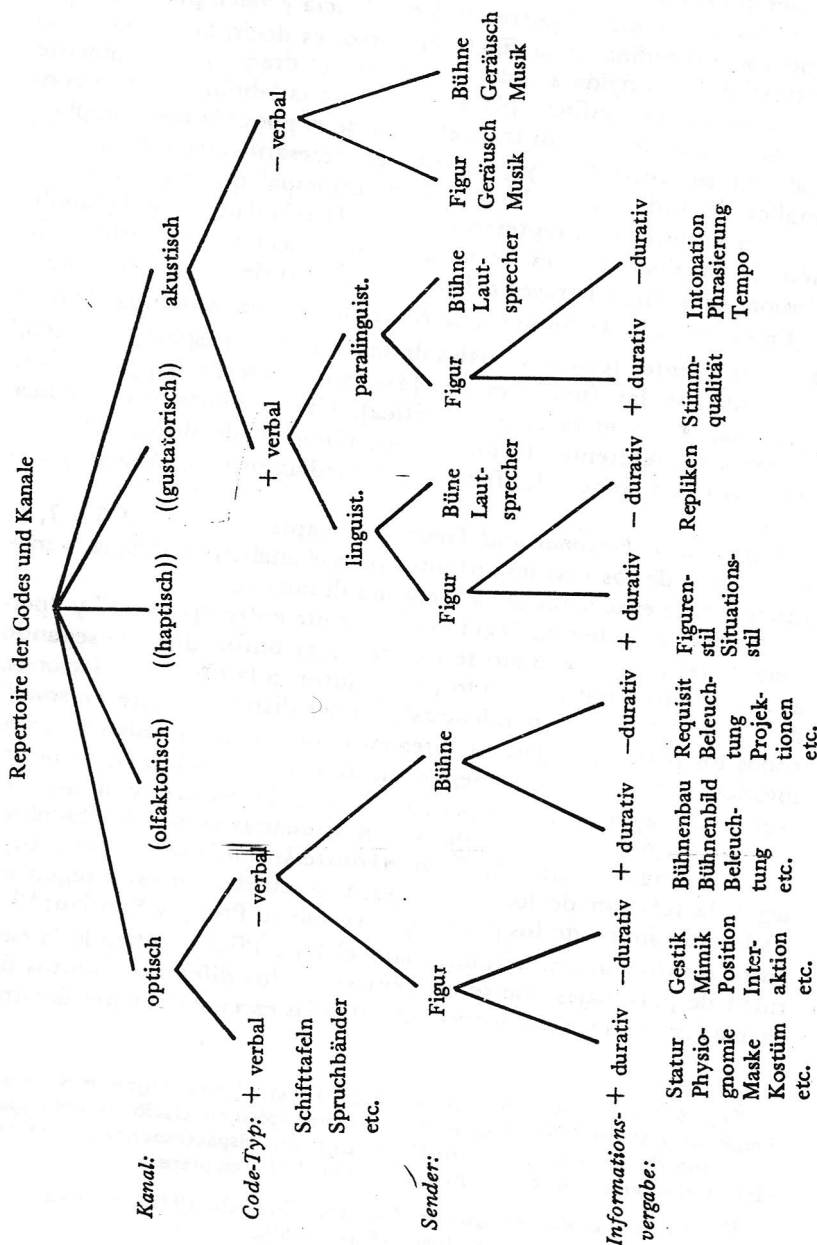 Repertoire der Codes und Kanale
Kanal:
optisch
(olfaktorisch)
((haptisch))
((gustatorisch))
akustisch
Code-Typ:
+ verbal
Schifttafeln
Spruchbänder
etc.
— verbal
+ verbal
— verbal
linguist.
paralinguist.
Sender:
Figur
Bühne
Figur
Büne
Laut-
sprecher
Figur
Bühne
Laut-
sprecher
Figur
Geräusch
Musik
Bühne
Geräusch
Musik
Informations-
vergabe:
+ durativ
Statur
Physio-
gnomie
Maske
Kostüm
etc.
—durativ
Gestik
Mimik
Position
Inter-
aktion
etc.
+ durativ
Bühnenbau
Bühnenbild
Beleuch-
tung
etc.
—durativ
Requisit
Beleuch-
tung
Projek-
tionen
etc.
+ durativ
Figuren-
stil
Situations-
stil
— durativ
Repliken
+ durativ
Stimm-
qualität
—durativ
Intonation
Phrasierung
Tempo